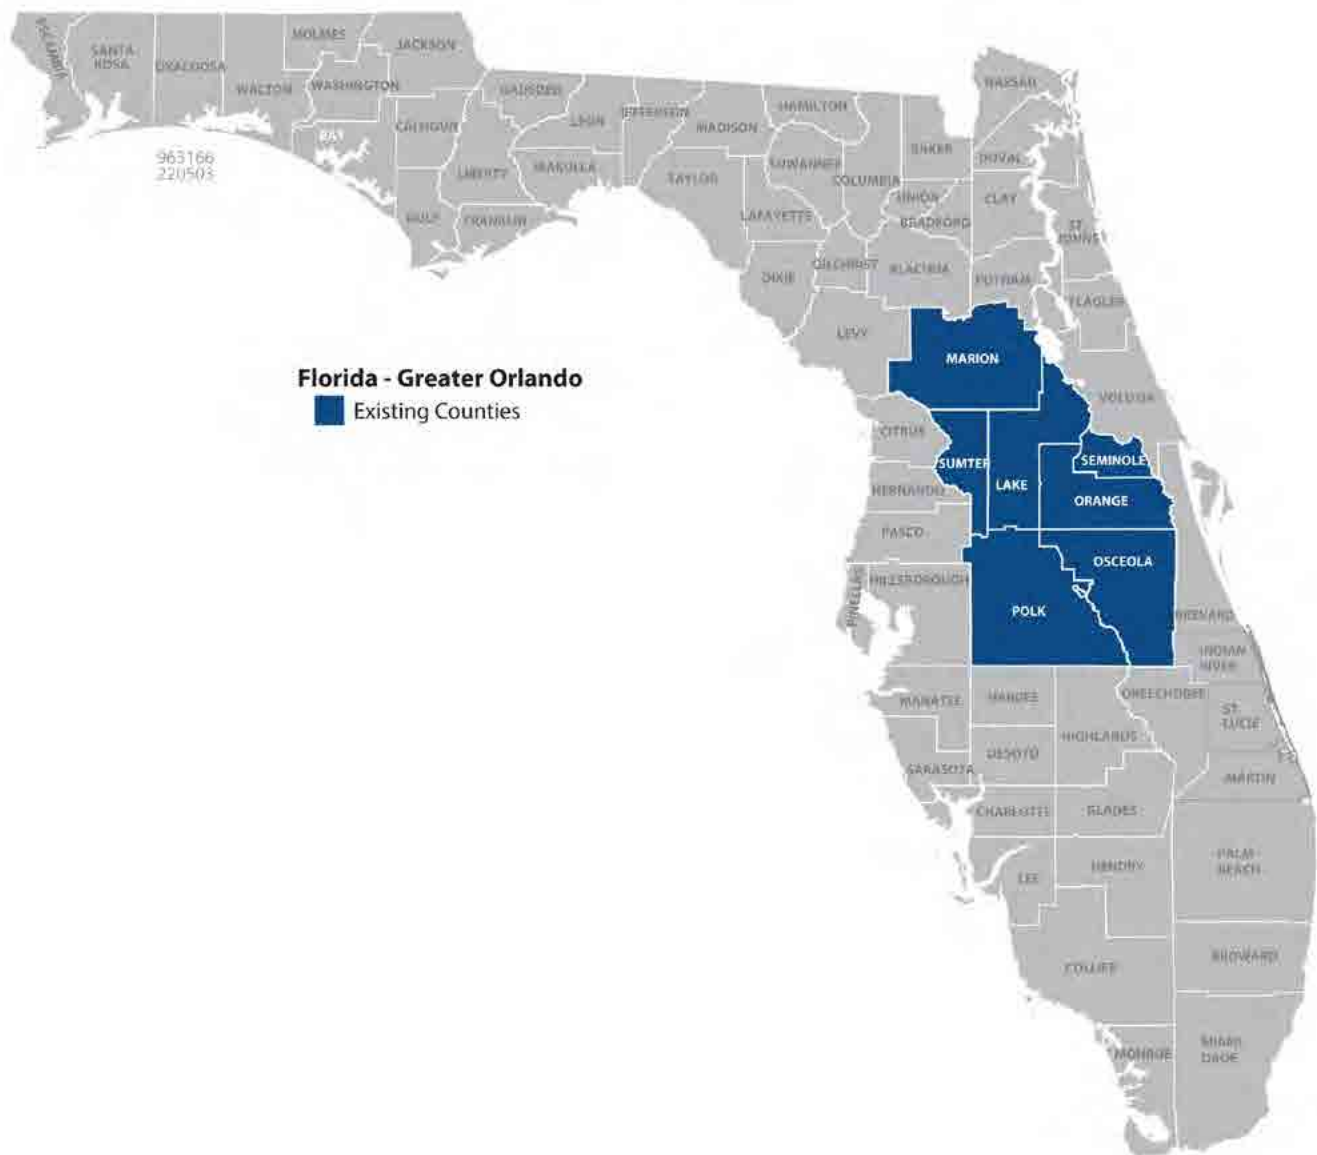 ESCAMBIA
SANTA
ROSA
OKALOOSA
WALTON
HOLMES
WASHINGTON
JACKSON
BAY
CALHOUN
GULF
LIBERTY
GADSDEN
FRANKLIN
LEON
WAKULLA
JEFFERSON
MADISON
TAYLOR
HAMILTON
SUWANNEE
LAFAYETTE
DIXIE
COLUMBIA
GILCHRIST
BAKER
UNION
BRADFORD
ALACHUA
LEVY
NASSAU
DUVAL
CLAY
ST.
JOHNS
PUTNAM
FLAGLER
963166
220503
Florida - Greater Orlando
Existing Counties
MARION
VOLUSIA
CITRUS
SUMTER
LAKE
SEMINOLE
ORANGE
HERNANDO
PASCO
OSCEOLA
HILLSBOROUGH
PINELLAS
POLK
BREVARD
INDIAN
RIVER
MANATEE
HARDEE
OKEECHOBEE
HIGHLANDS
ST.
LUCIE
SARASOTA
DESOTO
MARTIN
CHARLOTTE
GLADES
LEE
HENDRY
PALM
BEACH
COLLIER
BROWARD
MONROE
MIAMI
DADE